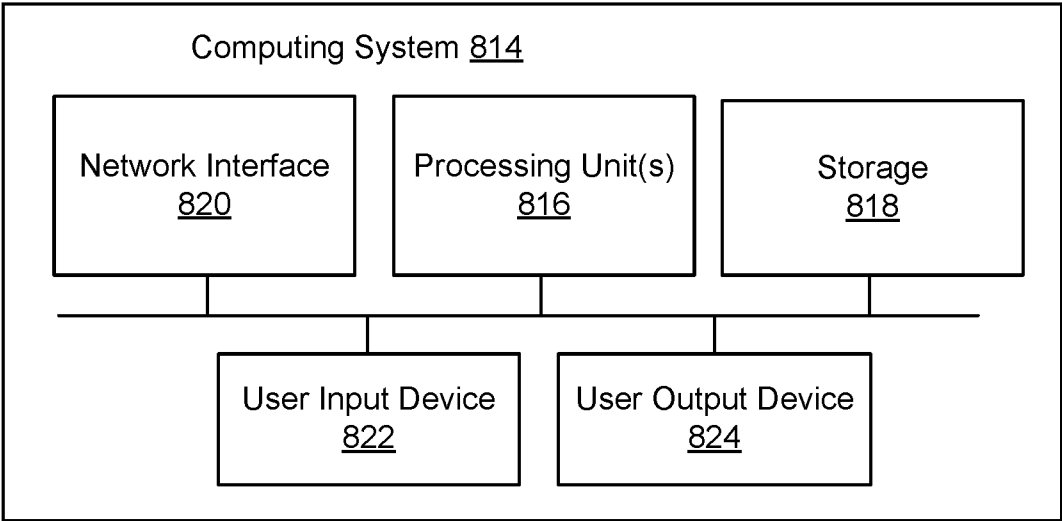 Computing System 814
Network Interface
820
Processing Unit(s)
816
Storage
818
User Input Device
822
User Output Device
824